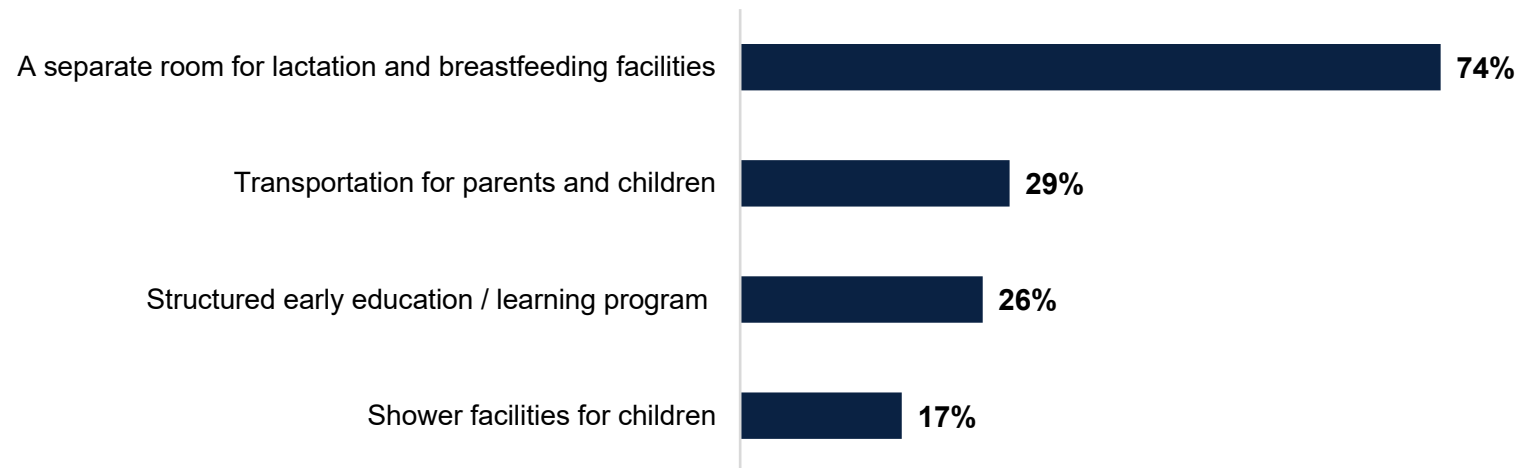 A separate room for lactation and breastfeeding facilities 74%
Transportation for parents and children 29%
Structured early education / learning program 26%
Shower facilities for children 17%